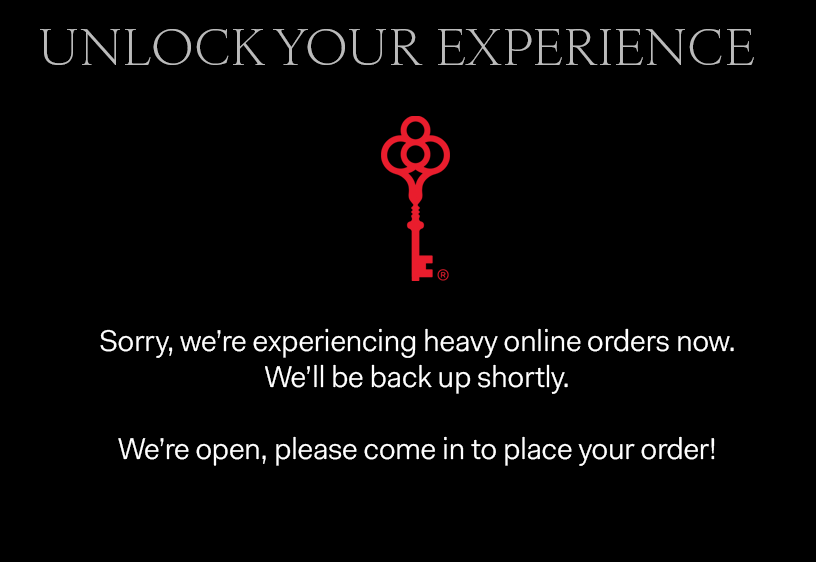 UNLOCK YOUR EXPERIENCE
®
Sorry, we’re experiencing heavy online orders now.
We’ll be back up shortly.
We’re open, please come in to place your order!